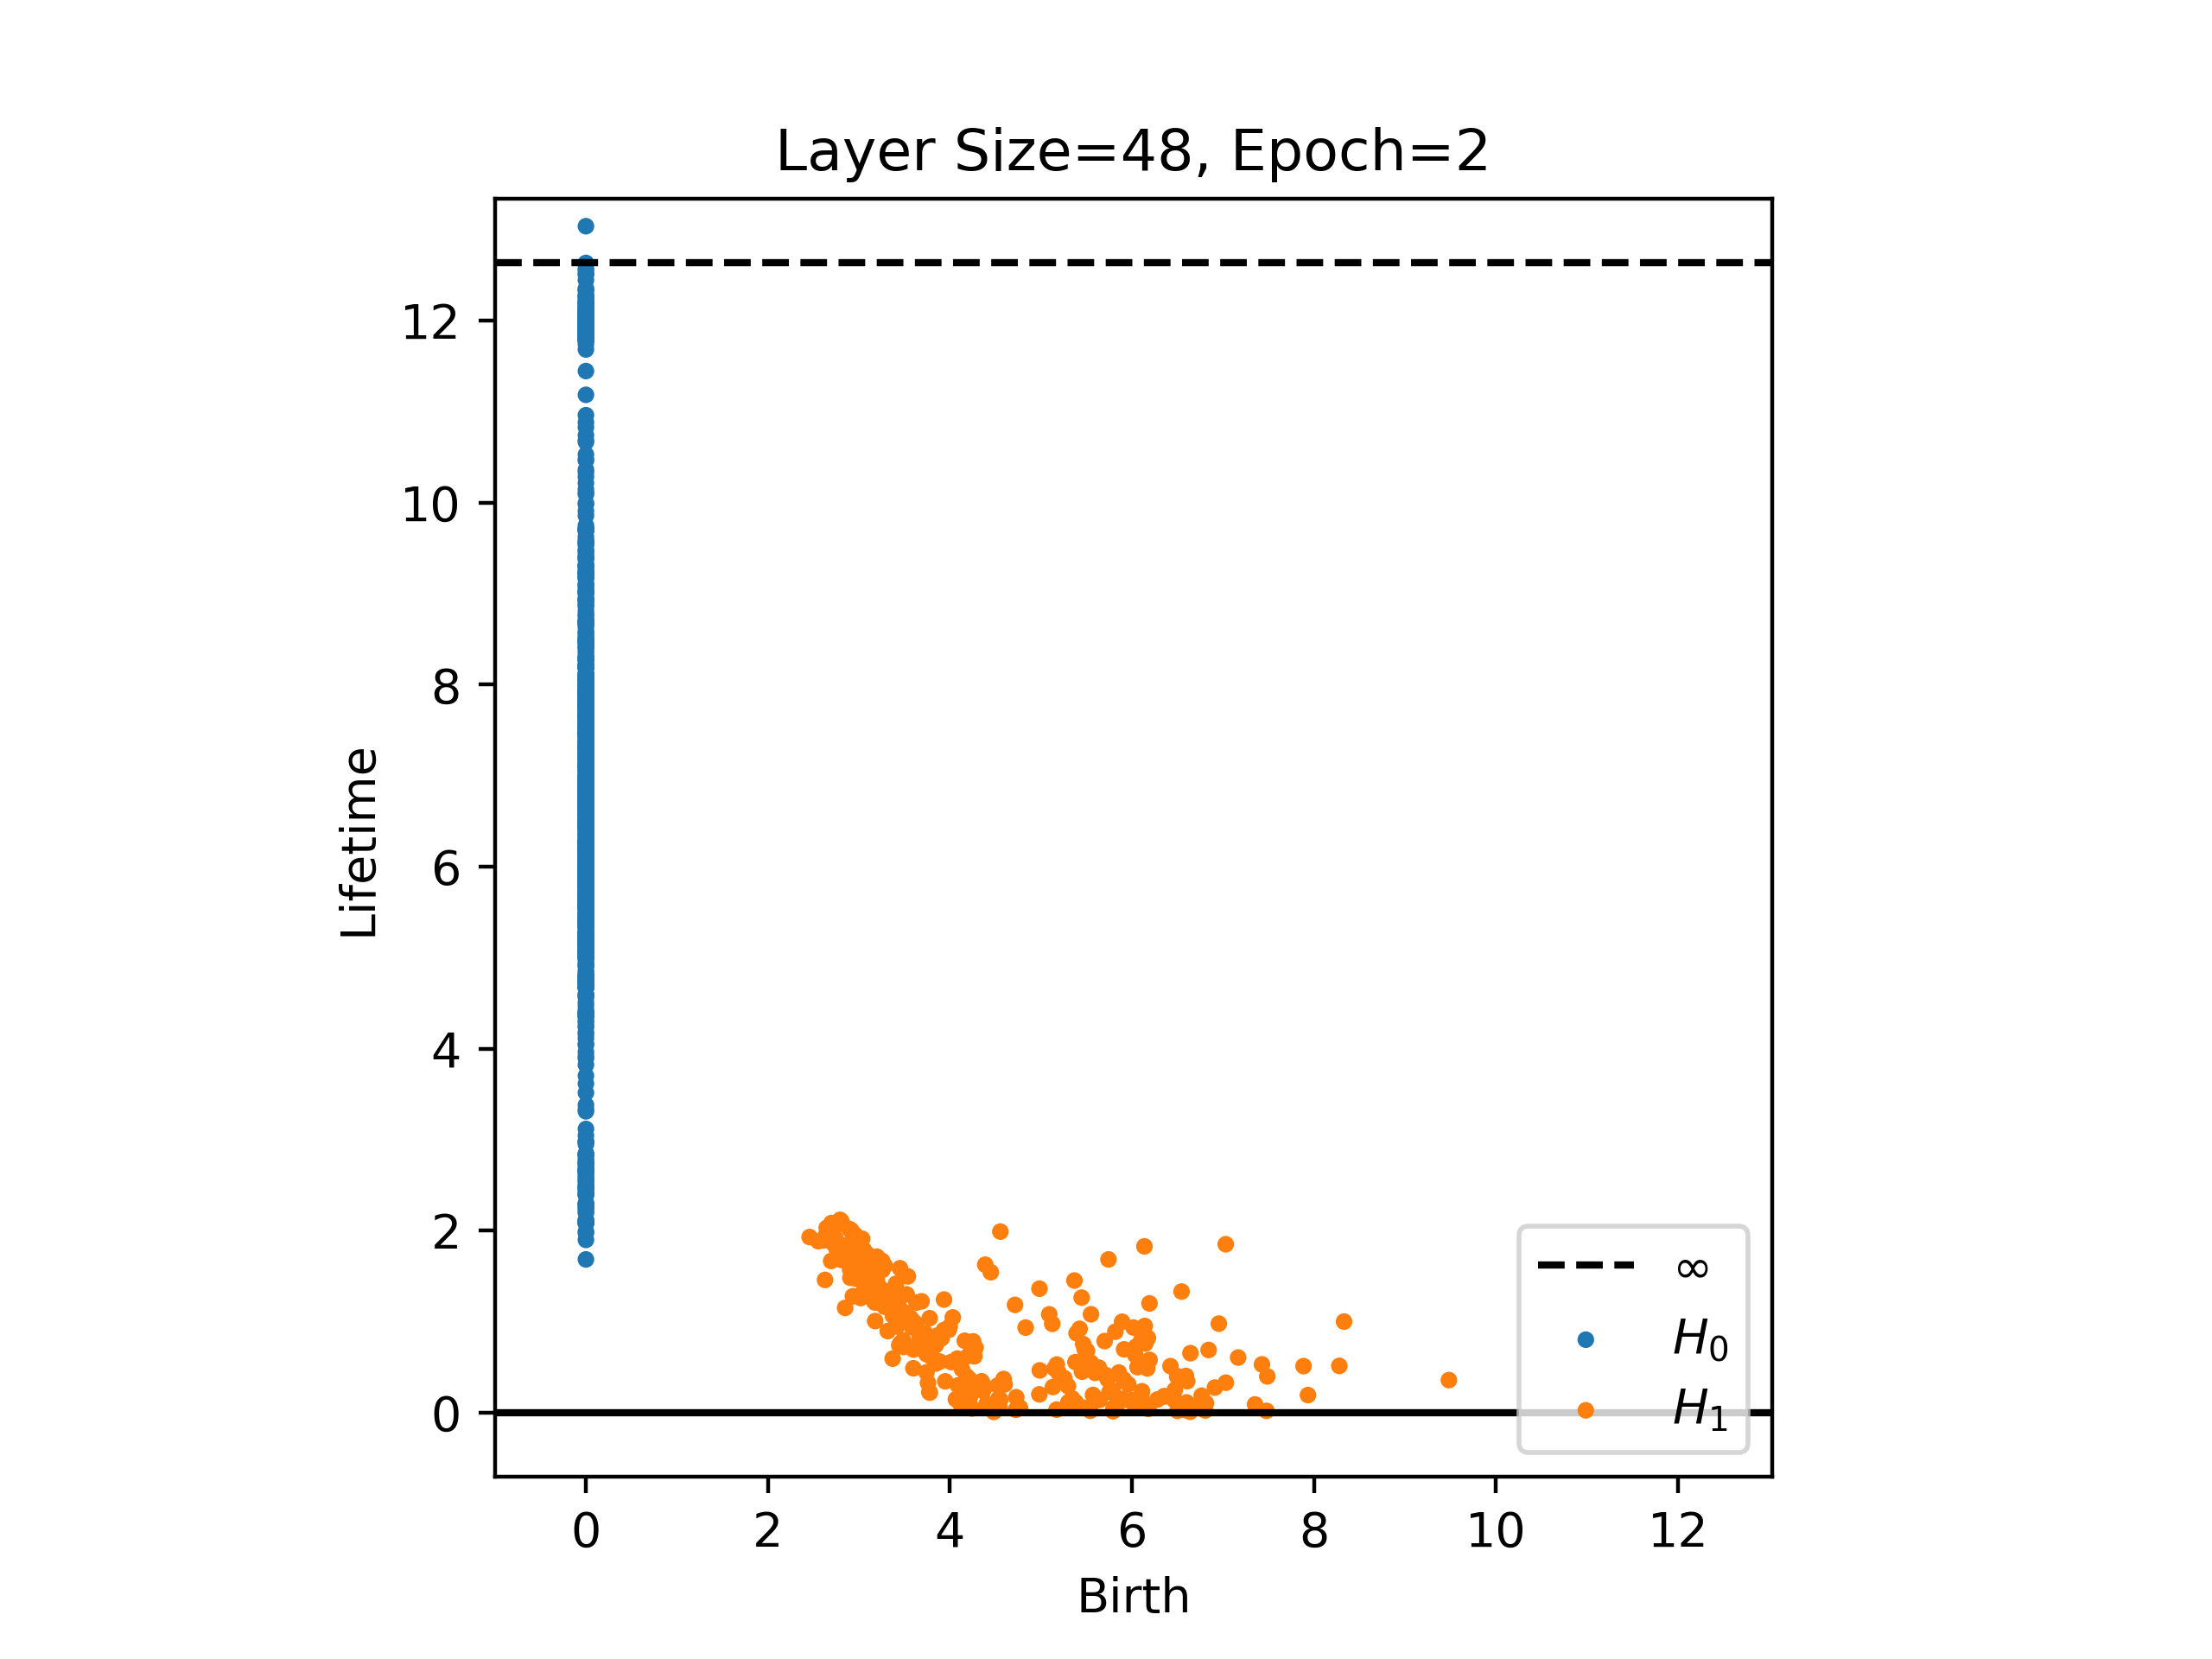 Layer Size=48, Epoch=2
Lifetime
12
10
8
6
4
2
0
∞
H₀
H₁
0 2 4 6 8 10 12
Birth